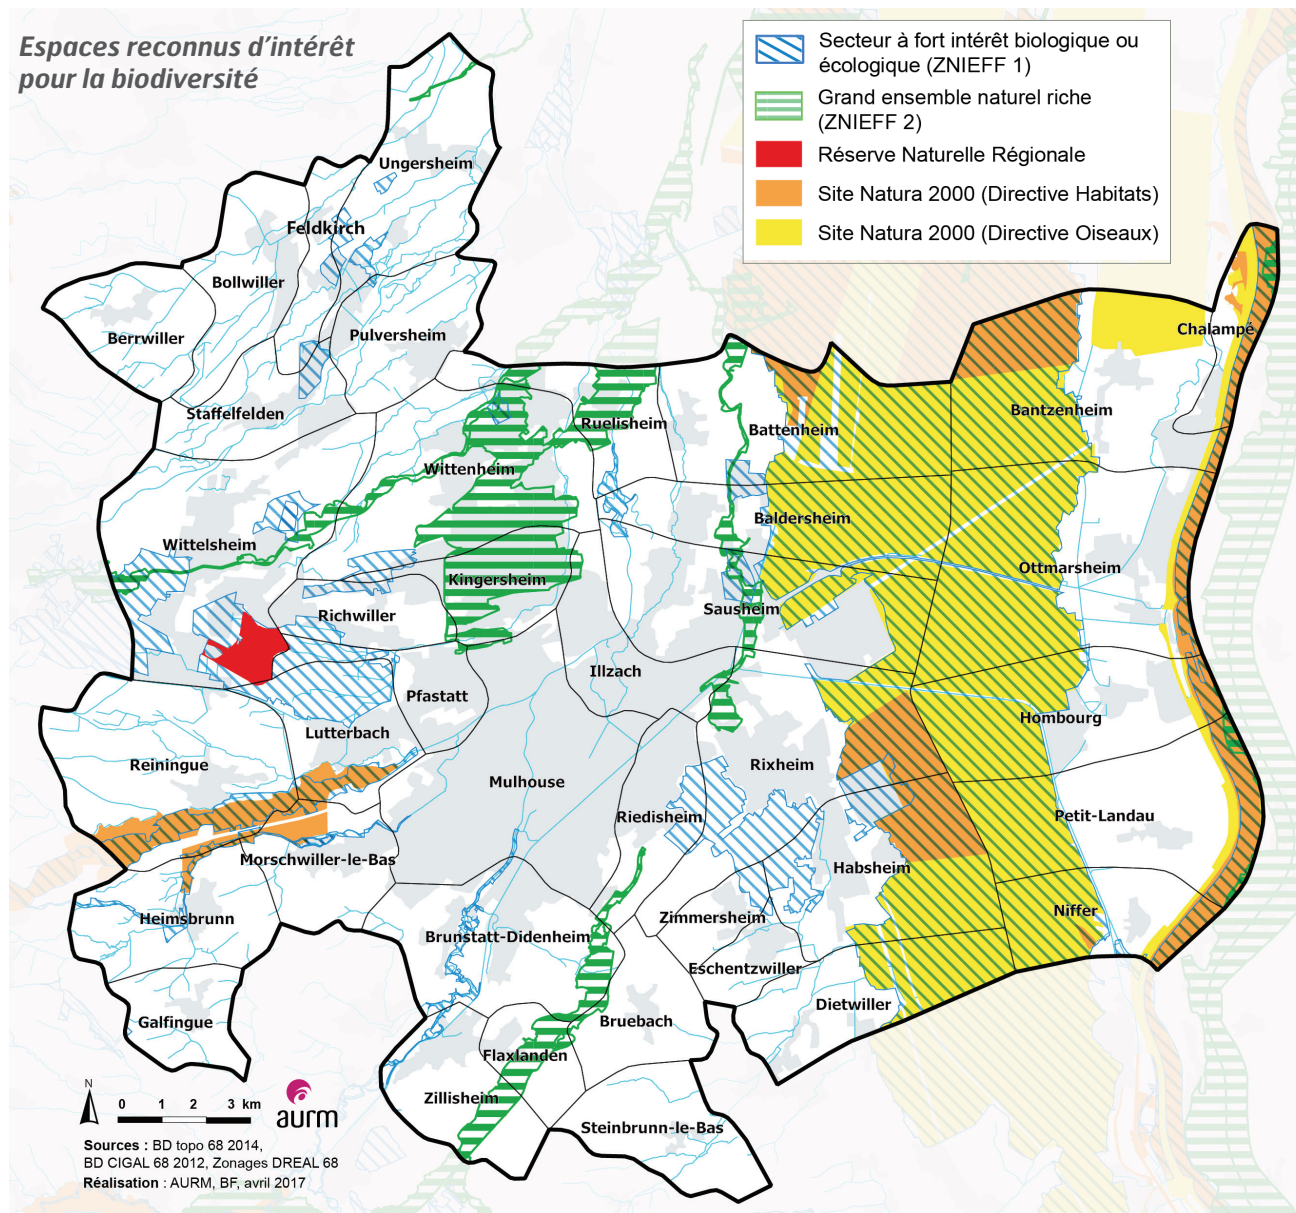 Espaces reconnus d'intérêt
pour la biodiversité
Secteur à fort intérêt biologique ou
écologique (ZNIEFF 1)
Grand ensemble naturel riche
(ZNIEFF 2)
Réserve Naturelle Régionale
Site Natura 2000 (Directive Habitats)
Site Natura 2000 (Directive Oiseaux)
Ungersheim
Feldkirch
Bollwiller
Berrwiller
Pulversheim
Chalampé
Staffelfelden
Ruelisheim
Battenheim
Bantzenheim
Wittenheim
Wittelsheim
Baldersheim
Kingersheim
Ottmarsheim
Richwiller
Sausheim
Illzach
Pfastatt
Lutterbach
Hombourg
Reiningue
Rixheim
Mulhouse
Riedisheim
Petit-Landau
Morschwiller-le-Bas
Habsheim
Heimsbrunn
Zimmersheim
Niffer
Brunstatt-Didenheim
Eschentzwiller
Dietwiller
Galfingue
Bruebach
Flaxlanden
Zillisheim
Steinbrunn-le-Bas
N
0 1 2 3 km
aurm
Sources : BD topo 68 2014,
BD CIGAL 68 2012, Zonages DREAL 68
Réalisation : AURM, BF, avril 2017